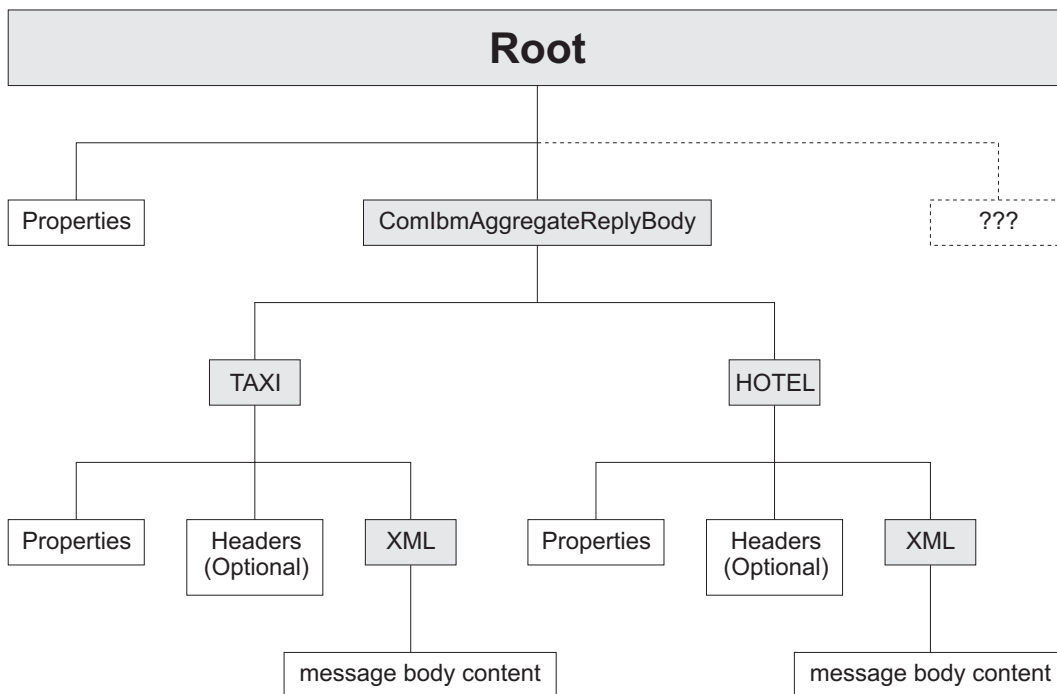 Root
Properties
ComIbmAggregateReplyBody
???
TAXI
HOTEL
Properties
Headers
(Optional)
XML
Properties
Headers
(Optional)
XML
message body content
message body content